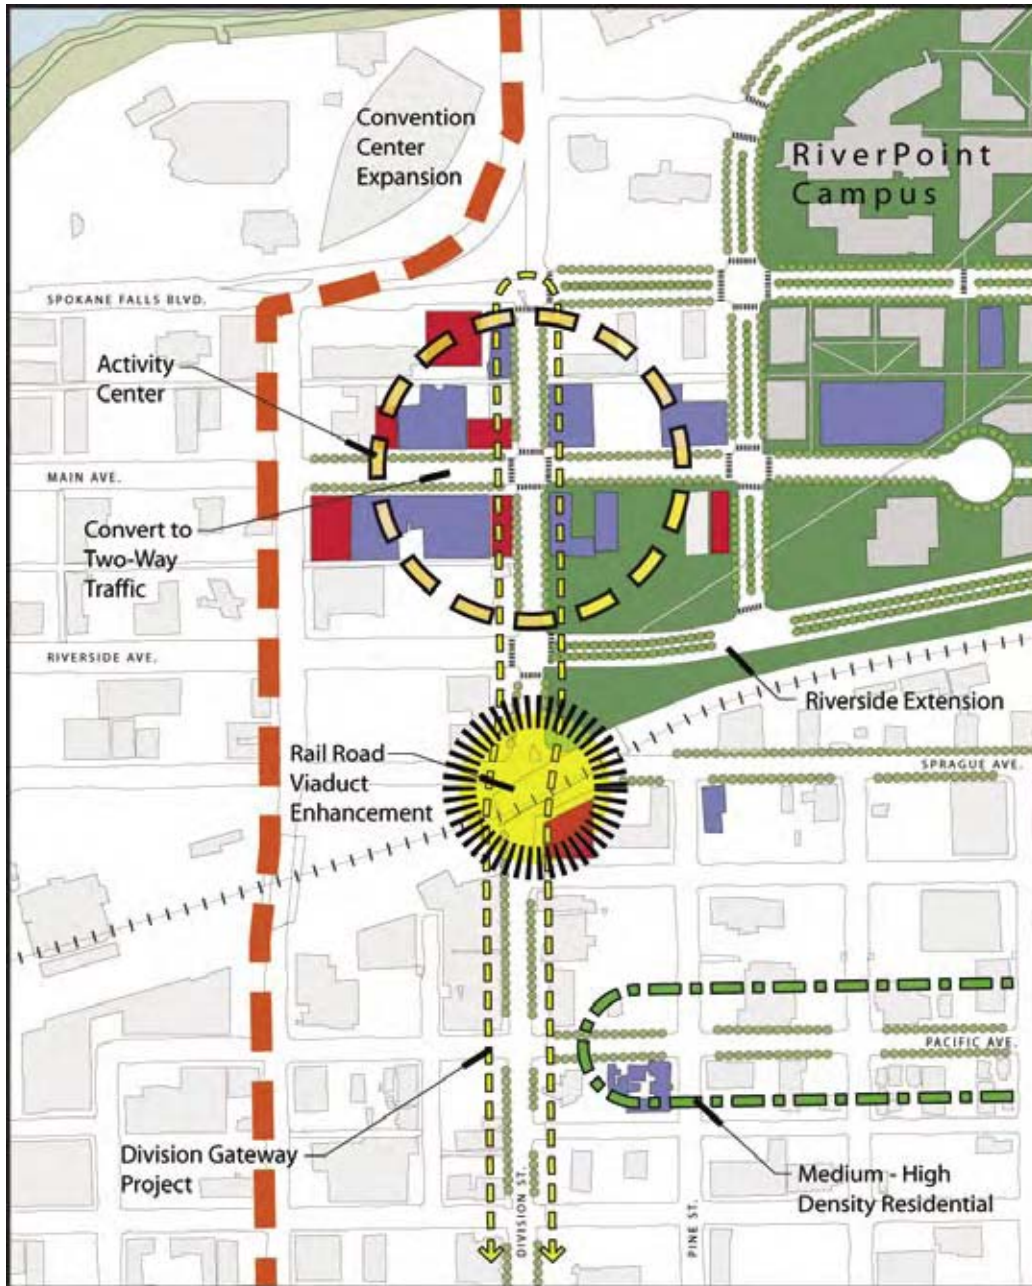 Convention
Center
Expansion
RiverPoint
Campus
SPOKANE FALLS BLVD.
Activity
Center
MAIN AVE.
Convert to
Two-Way
Traffic
RIVERSIDE AVE.
Riverside Extension
Rail Road
Viaduct
Enhancement
SPRAGUE AVE.
PACIFIC AVE.
Division Gateway
Project
Medium - High
Density Residential
DIVISION ST.
PINE ST.